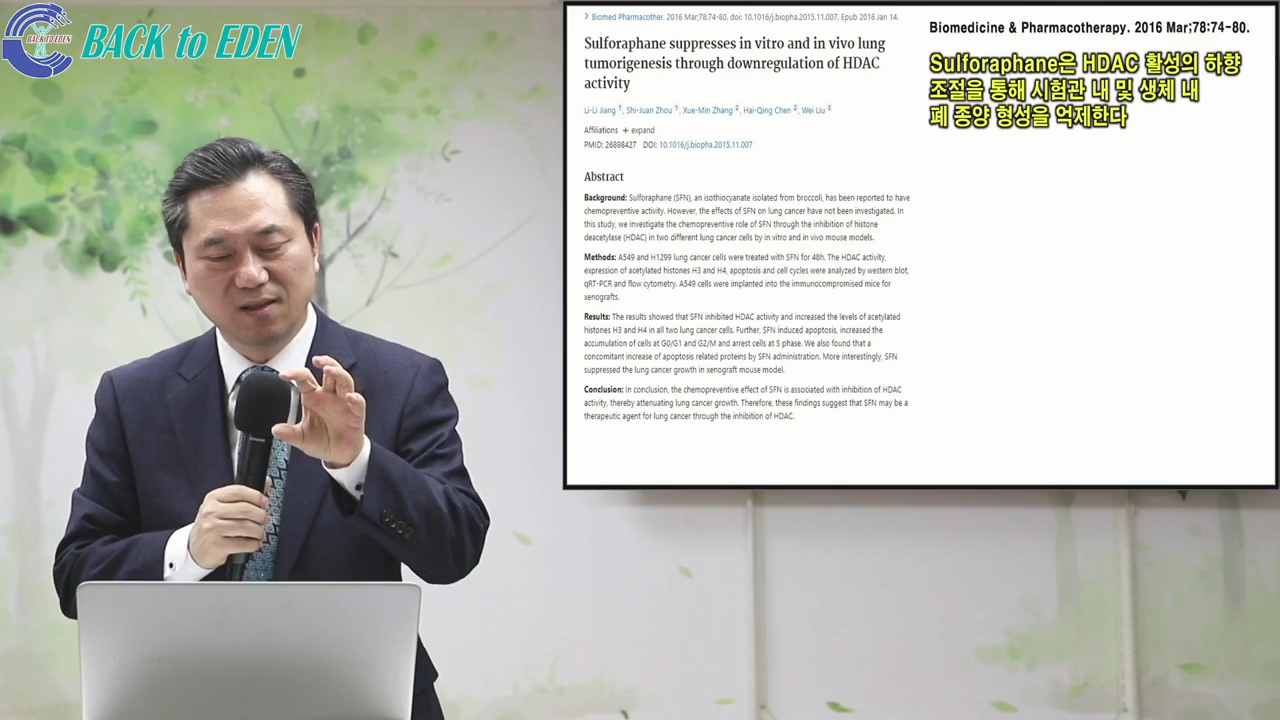 BACK to EDEN
BACK to EDEN
Biomed Pharmacother. 2016 Mar;78:74-80. doi: 10.1016/j.biopha.2015.11.007. Epub 2016 Jan 14.
Sulforaphane suppresses in vitro and in vivo lung
tumorigenesis through downregulation of HDAC
activity
Li-Li Jiang 1, Shi-Juan Zhou 1, Xue-Min Zhang 2, Hai-Qing Chen 2, Wei Liu 3
Affiliations + expand
PMID: 26898427 DOI: 10.1016/j.biopha.2015.11.007
Abstract
Background: Sulforaphane (SFN), an isothiocyanate isolated from broccoli, has been reported to have
chemopreventive activity. However, the effects of SFN on lung cancer have not been investigated. In
this study, we investigate the chemopreventive role of SFN through the inhibition of histone
deacetylase (HDAC) in two different lung cancer cells by in vitro and in vivo mouse models.
Methods: A549 and H1299 lung cancer cells were treated with SFN for 48h. The HDAC activity,
expression of acetylated histones H3 and H4, apoptosis and cell cycles were analyzed by western blot,
qRT-PCR and flow cytometry. A549 cells were implanted into the immunocompromised mice for
xenografts.
Results: The results showed that SFN inhibited HDAC activity and increased the levels of acetylated
histones H3 and H4 in all two lung cancer cells. Further, SFN induced apoptosis, increased the
accumulation of cells at G0/G1 and G2/M and arrest cells at S phase. We also found that a
concomitant increase of apoptosis related proteins by SFN administration. More interestingly, SFN
suppressed the lung cancer growth in xenograft mouse model.
Conclusion: In conclusion, the chemopreventive effect of SFN is associated with inhibition of HDAC
activity, thereby attenuating lung cancer growth. Therefore, these findings suggest that SFN may be a
therapeutic agent for lung cancer through the inhibition of HDAC.
Biomedicine & Pharmacotherapy. 2016 Mar;78:74-80.
Sulforaphane은 HDAC 활성의 하향
조절을 통해 시험관 내 및 생체 내
폐 종양 형성을 억제한다